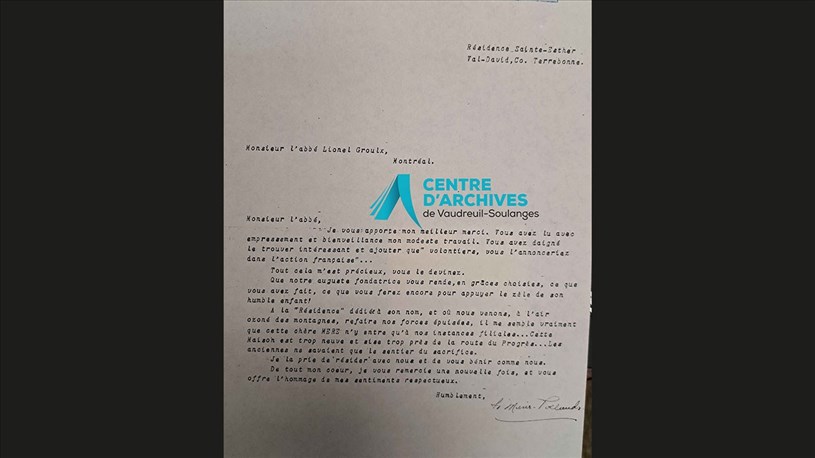 Résidence Sainte-Esther
Val-David,Co. Terrebonne.
Monsieur l'abbé Lionel Groulx,
Montréal.
CENTRE
D'ARCHIVES
de Vaudreuil-Soulanges
Monsieur l'abbé,
Je vous apporte mon meilleur merci. Vous avez lu avec
empressement et bienveillance mon modeste travail. Vous avez daigné
le trouver intéressant et ajouter que" volontiers, vous l'annonceriez
dans l'action française"...
Tout cela m'est précieux, vous le devinez.
Que notre auguste fondatrice vous rende,en grâces choisies, ce que
vous avez fait, ce que vous ferez encore pour appuyer le zèle de son
humble enfant!
A la "Résidence" dédiéà son nom, et où nous venons, à l'air
ozoné des montagnes, refaire nos forces épuisées, il me semble vraiment
que cette chère MERE n'y entre qu'à nos instances filiales...Cette
Maison est trop neuve et sise trop près de la route du Progrès...Les
anciennes ne savaient que le sentier du sacrifice.
Je la prie de résider avec nous et de vous bénir comme nous.
De tout mon coeur, je vous remercie une nouvelle fois, et vous
offre l'hommage de mes sentiments respectueux.
Humblement,